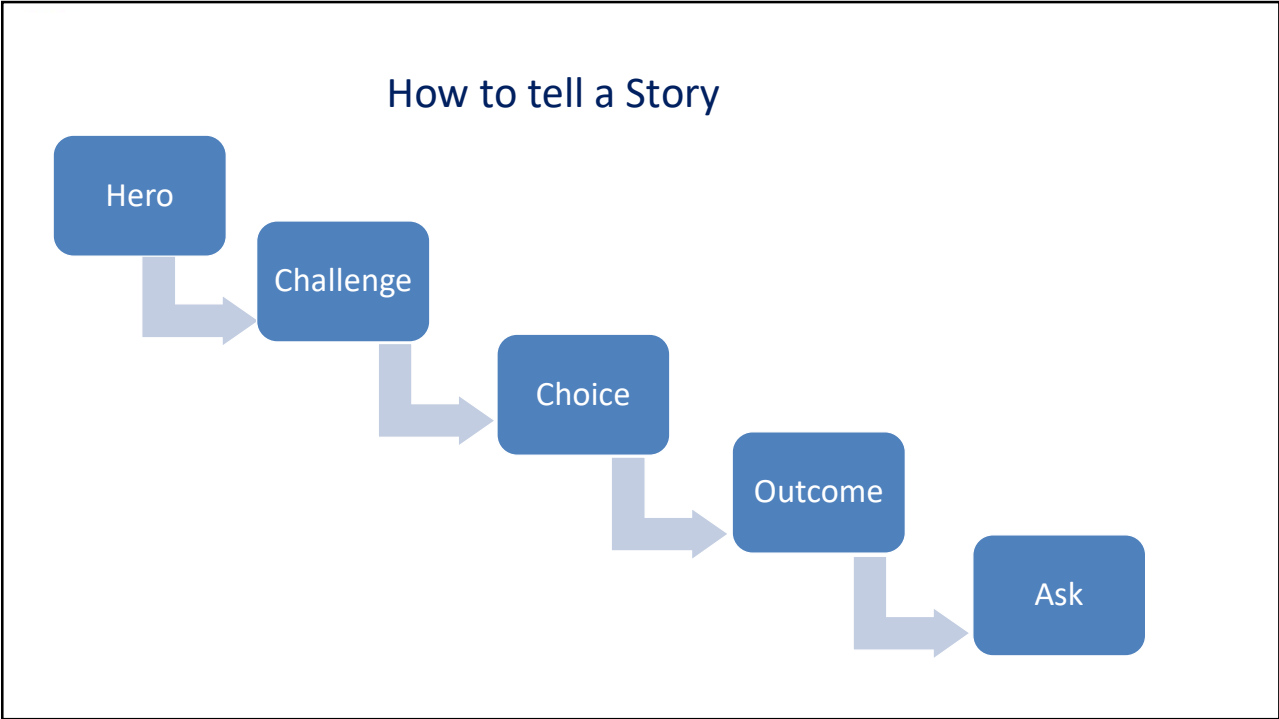 How to tell a Story
Hero
Challenge
Choice
Outcome
Ask